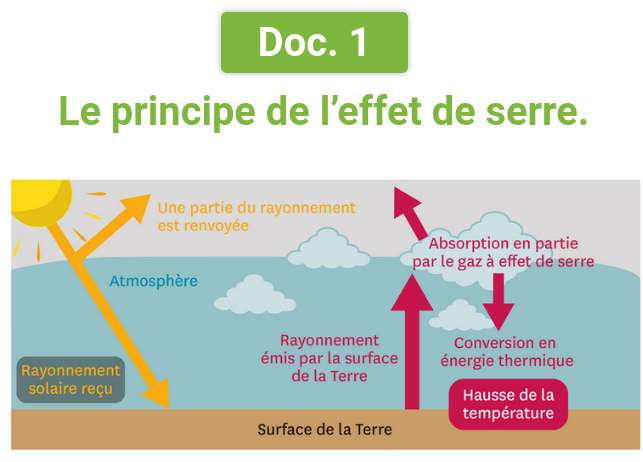 Doc. 1
Le principe de l'effet de serre.
Une partie du rayonnement
est renvoyée
Atmosphère
Absorption en partie
par le gaz à effet de serre
Rayonnement
émis par la surface
de la Terre
Conversion en
énergie thermique
Rayonnement
solaire reçu
Hausse de la
température
Surface de la Terre